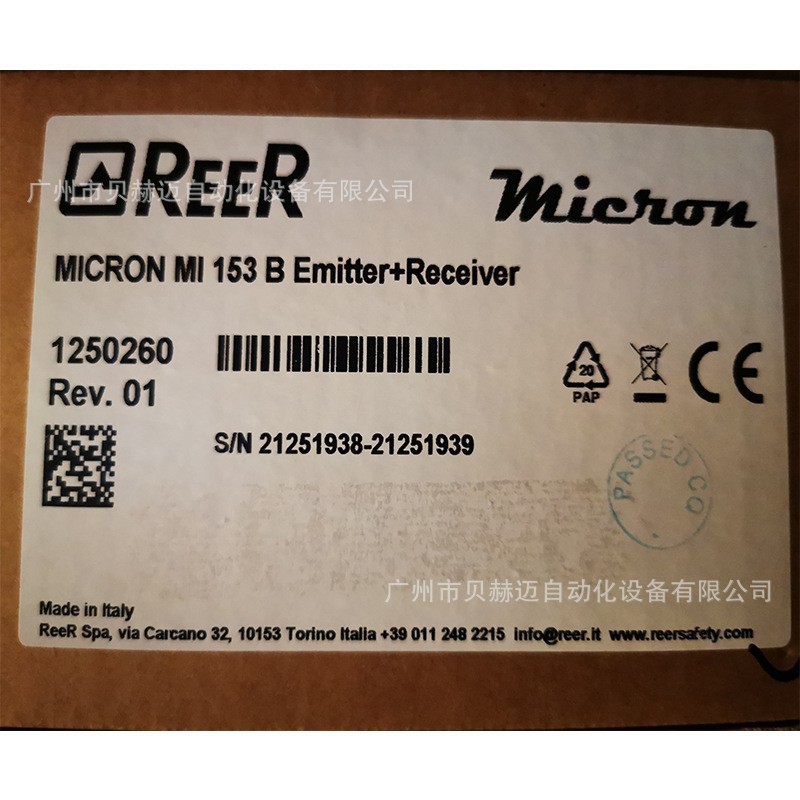 REER
Micron
广州市贝赫迈自动化设备有限公司
MICRON MI 153 B Emitter+Receiver
1250260
Rev. 01
20
PAP
CE
S/N 21251938-21251939
PASSED CQ
广州市贝赫迈自动化设备有限公司
Made in Italy
ReeR Spa, via Carcano 32, 10153 Torino Italia +39 011 248 2215 info@reer.it www.reersafety.com